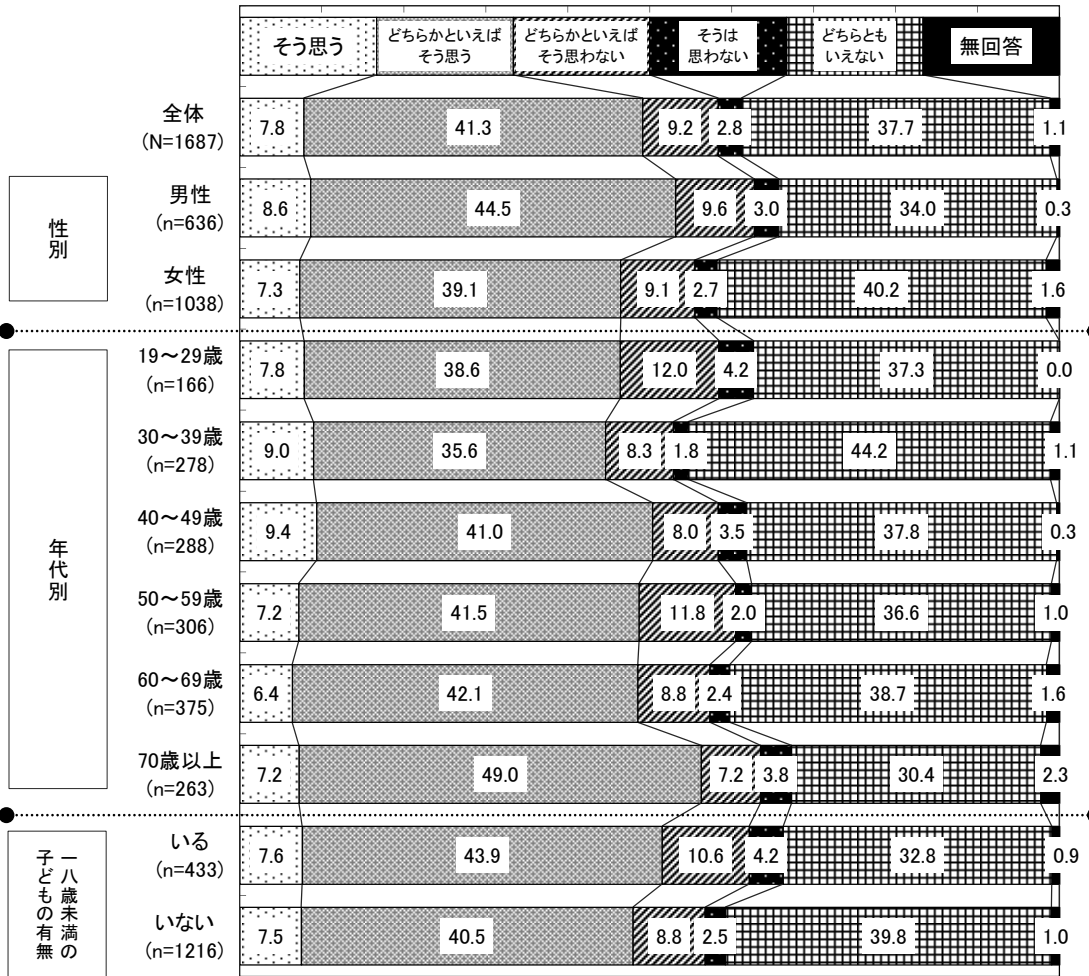 そう思う
どちらかといえば
そう思う
どちらかといえば
そう思わない
そうは
思わない
どちらとも
いえない
無回答
全体
(N=1687)
7.8 41.3 9.2 2.8 37.7 1.1
性別
男性
(n=636)
8.6 44.5 9.6 3.0 34.0 0.3
女性
(n=1038)
7.3 39.1 9.1 2.7 40.2 1.6
年代別
19～29歳
(n=166)
7.8 38.6 12.0 4.2 37.3 0.0
30～39歳
(n=278)
9.0 35.6 8.3 1.8 44.2 1.1
40～49歳
(n=288)
9.4 41.0 8.0 3.5 37.8 0.3
50～59歳
(n=306)
7.2 41.5 11.8 2.0 36.6 1.0
60～69歳
(n=375)
6.4 42.1 8.8 2.4 38.7 1.6
70歳以上
(n=263)
7.2 49.0 7.2 3.8 30.4 2.3
一八歳未満の
子どもの有無
いる
(n=433)
7.6 43.9 10.6 4.2 32.8 0.9
いない
(n=1216)
7.5 40.5 8.8 2.5 39.8 1.0